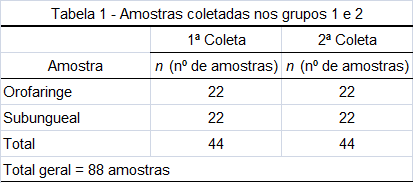 Tabela 1 - Amostras coletadas nos grupos 1 e 2
1ª Coleta 2ª Coleta
Amostra n (nº de amostras) n (nº de amostras)
Orofaringe 22 22
Subungueal 22 22
Total 44 44
Total geral = 88 amostras